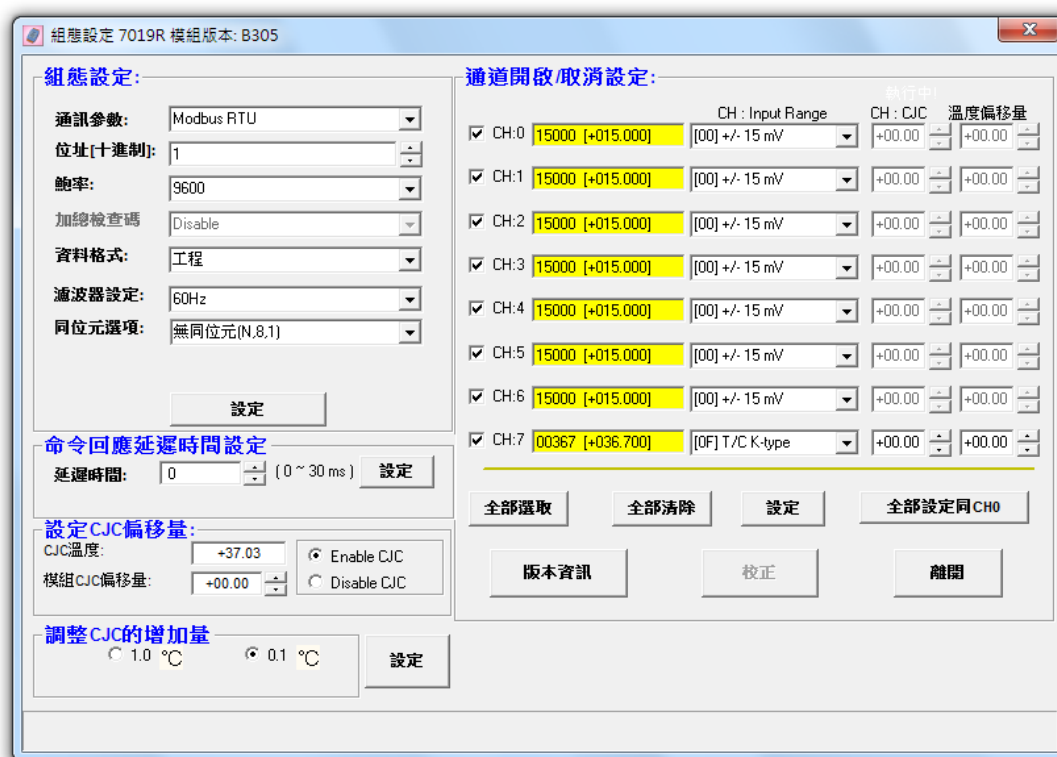 組態設定 7019R 模組版本: B305
組態設定:
通訊參數: Modbus RTU
位址[十進制]: 1
鮑率: 9600
加總檢查碼 Disable
資料格式: 工程
濾波器設定: 60Hz
同位元選項: 無同位元(N,8,1)
設定
命令回應延遲時間設定
延遲時間: 0 ( 0 ~ 30 ms ) 設定
設定CJC偏移量:
CJC溫度: +37.03
模組CJC偏移量: +00.00
Enable CJC
Disable CJC
調整CJC的增加量
1.0 °C 0.1 °C
設定
通道開啟/取消設定:
執行中!
CH : Input Range CH : CJC 溫度偏移量
CH:0 15000 [+015.000] [00] +/- 15 mV +00.00 +00.00
CH:1 15000 [+015.000] [00] +/- 15 mV +00.00 +00.00
CH:2 15000 [+015.000] [00] +/- 15 mV +00.00 +00.00
CH:3 15000 [+015.000] [00] +/- 15 mV +00.00 +00.00
CH:4 15000 [+015.000] [00] +/- 15 mV +00.00 +00.00
CH:5 15000 [+015.000] [00] +/- 15 mV +00.00 +00.00
CH:6 15000 [+015.000] [00] +/- 15 mV +00.00 +00.00
CH:7 00367 [+036.700] [0F] T/C K-type +00.00 +00.00
全部選取 全部清除 設定 全部設定同CH0
版本資訊 校正 離開